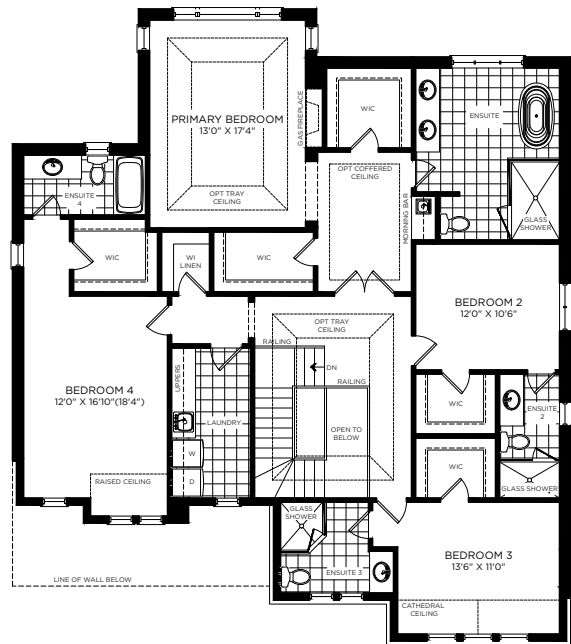 PRIMARY BEDROOM
13'0" X 17'4"
GAS FIREPLACE
WIC
ENSUITE
OPT TRAY
CEILING
OPT COFFERED
CEILING
MORNING BAR
GLASS
SHOWER
ENSUITE
4
WIC
WI
LINEN
WIC
BEDROOM 2
12'0" X 10'6"
OPT TRAY
CEILING
RAILING
DN
RAILING
OPEN TO
BELOW
BEDROOM 4
12'0" X 16'10"(18'4")
UPPERS
LAUNDRY
W
D
RAISED CEILING
WIC
ENSUITE
2
WIC
GLASS SHOWER
GLASS
SHOWER
ENSUITE 3
BEDROOM 3
13'6" X 11'0"
CATHEDRAL
CEILING
LINE OF WALL BELOW